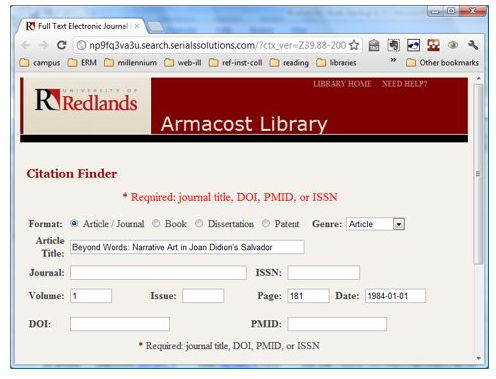 Full Text Electronic Journal
np9fq3va3u.search.serialssolutions.com/?ctx_ver=Z39.88-200
campus ERM millennium web-ill ref-inst-coll reading libraries » Other bookmarks
LIBRARY HOME NEED HELP?
UNIVERSITY OF
R Redlands
Armacost Library
Citation Finder
* Required: journal title, DOI, PMID, or ISSN
Format: Article / Journal Book Dissertation Patent Genre: Article
Article Title: Beyond Words: Narrative Art in Joan Didion's Salvador
Journal: ISSN:
Volume: 1 Issue: Page: 181 Date: 1984-01-01
DOI: PMID:
* Required: journal title, DOI, PMID, or ISSN